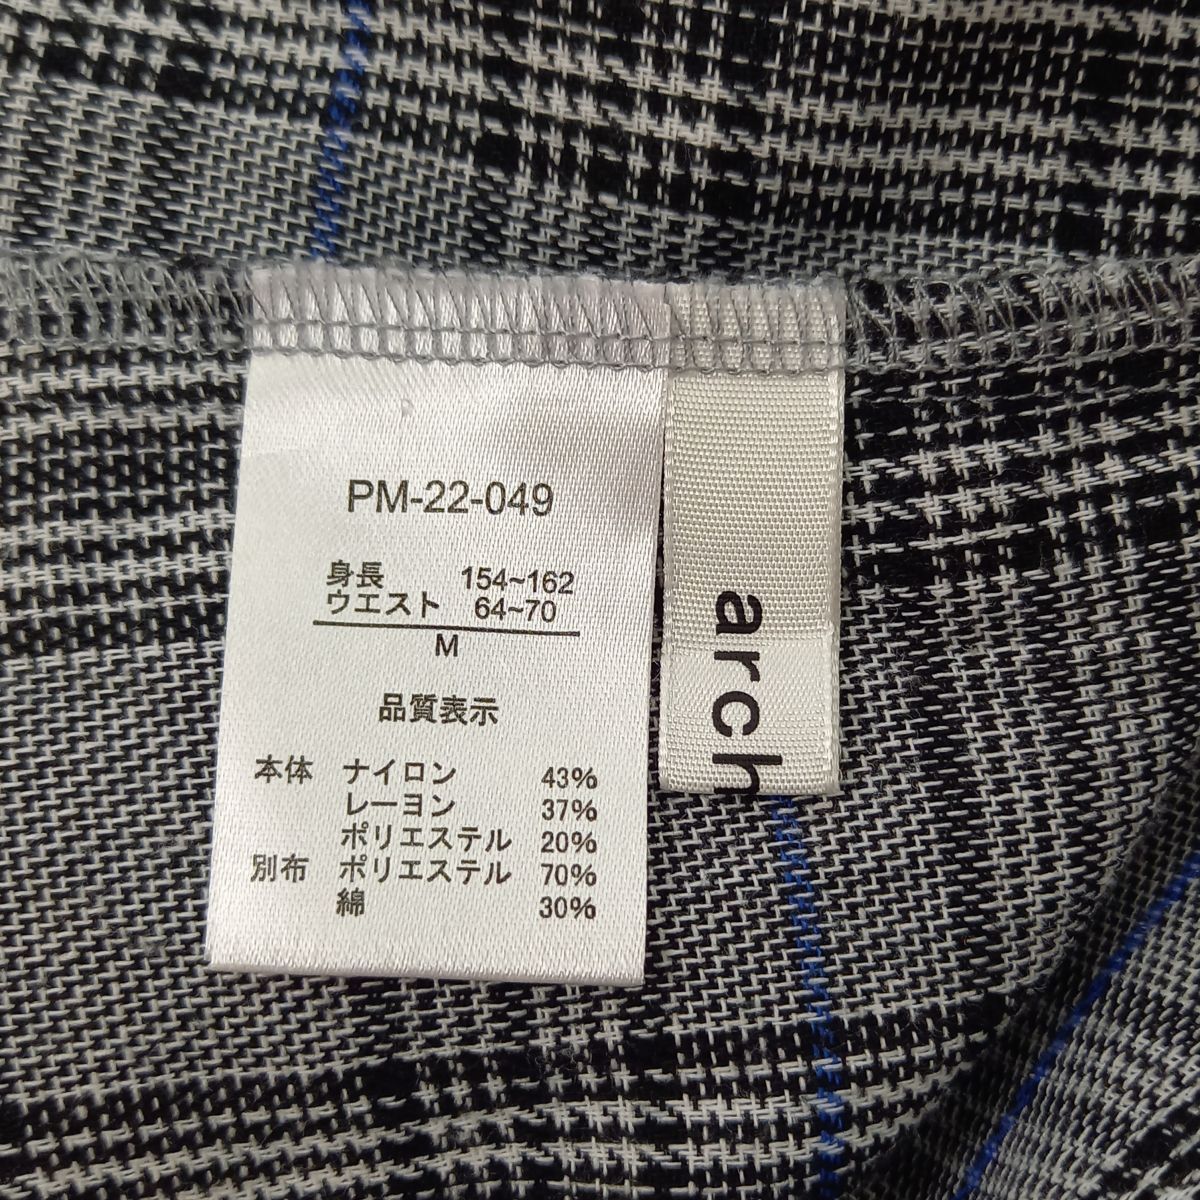 PM-22-049
身長 154~162
ウエスト 64~70
M
品質表示
本体 ナイロン 43%
レーヨン 37%
ポリエステル 20%
別布 ポリエステル 70%
綿 30%
arch